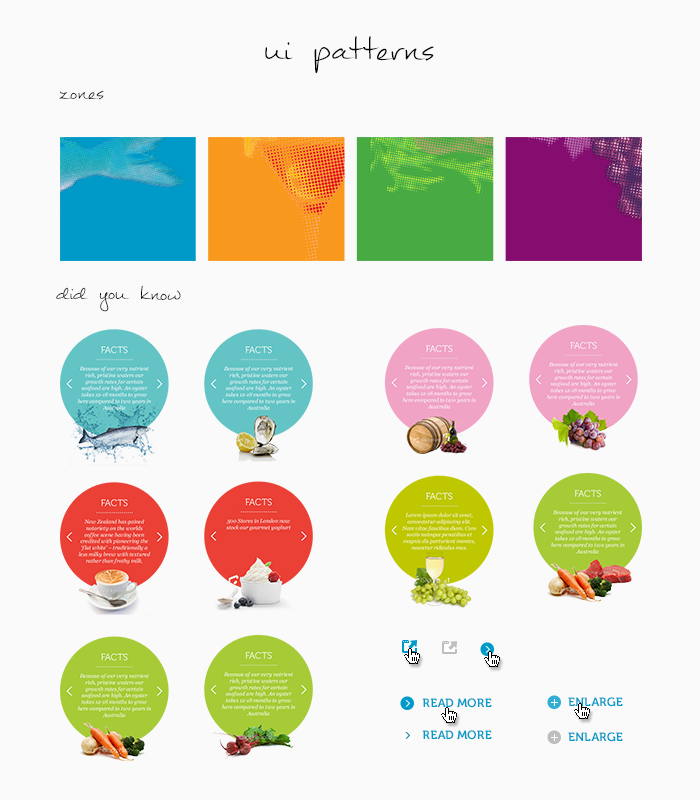 ui patterns
zones
did you know
FACTS
Because of our very nutrient
rich, pristine waters our
growth rates for certain
seafood are high. An oyster
takes 12-18 months to grow
here compared to two years in
Australia
FACTS
Because of our very nutrient
rich, pristine waters our
growth rates for certain
seafood are high. An oyster
takes 12-18 months to grow
here compared to two years in
Australia
FACTS
Because of our very nutrient
rich, pristine waters our
growth rates for certain
seafood are high. An oyster
takes 12-18 months to grow
here compared to two years in
Australia
FACTS
Because of our very nutrient
rich, pristine waters our
growth rates for certain
seafood are high. An oyster
takes 12-18 months to grow
here compared to two years in
Australia
FACTS
New Zealand has gained
notoriety on the worlds
coffee scene having been
credited with pioneering the
'flat white' – traditionally a
less milky brew with textured
rather than frothy milk.
FACTS
300 Stores in London now
stock our gourmet yoghurt
FACTS
Lorem ipsum dolor sit amet,
consectetur adipiscing elit.
Nam vitae faucibus diam. Cum
sociis natoque penatibus et
magnis dis parturient montes,
nascetur ridiculus mus.
FACTS
Because of our very nutrient
rich, pristine waters our
growth rates for certain
seafood are high. An oyster
takes 12-18 months to grow
here compared to two years in
Australia
FACTS
Because of our very nutrient
rich, pristine waters our
growth rates for certain
seafood are high. An oyster
takes 12-18 months to grow
here compared to two years in
Australia
FACTS
Because of our very nutrient
rich, pristine waters our
growth rates for certain
seafood are high. An oyster
takes 12-18 months to grow
here compared to two years in
Australia
READ MORE
ENLARGE
READ MORE
ENLARGE